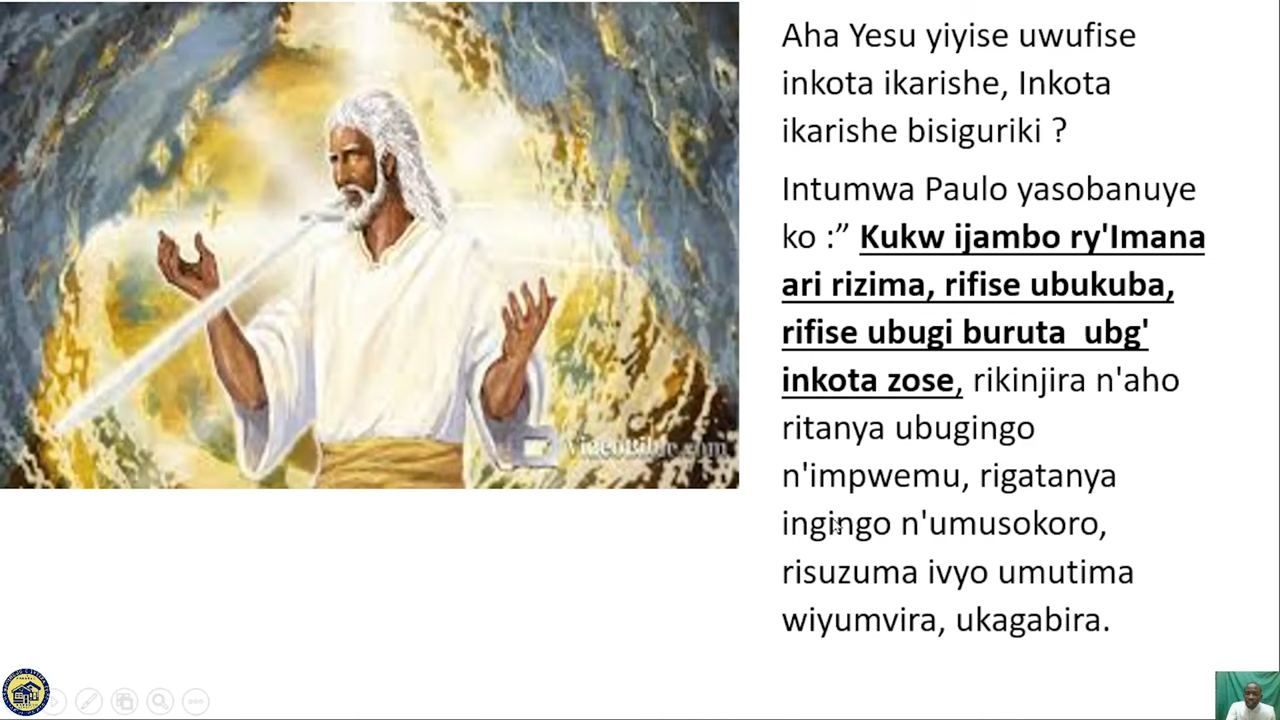 Aha Yesu yiyise uwufise
inkota ikarishe, Inkota
ikarishe bisiguriki ?
Intumwa Paulo yasobanuye
ko :” Kukw ijambo ry'Imana
ari rizima, rifise ubukuba,
rifise ubugi buruta  ubg'
inkota zose, rikinjira n'aho
ritanya ubugingo
n'impwemu, rigatanya
ingingo n'umusokoro,
risuzuma ivyo umutima
wiyumvira, ukagabira.